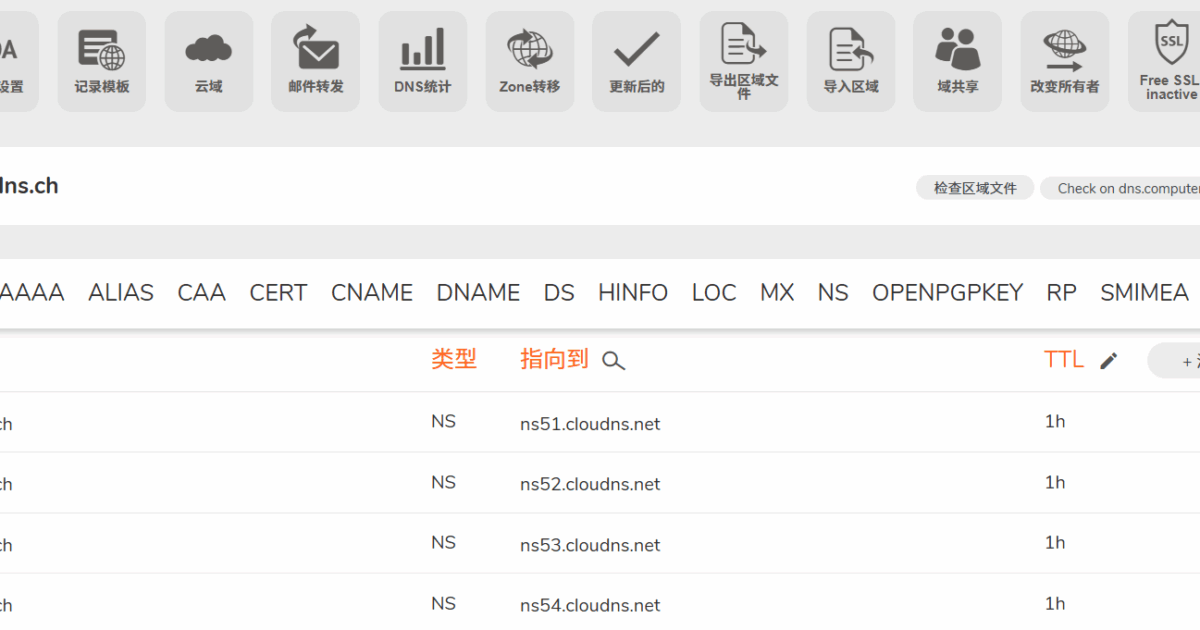 OA
设置
记录模板
云域
邮件转发
DNS统计
Zone转移
更新后的
导出区域文
件
导入区域
域共享
改变所有者
SSL
Free SSL
inactive
dns.ch
检查区域文件
Check on dns.computer
AAAA ALIAS CAA CERT CNAME DNAME DS HINFO LOC MX NS OPENPGPKEY RP SMIMEA
类型 指向到 TTL +
ch NS ns51.cloudns.net 1h
ch NS ns52.cloudns.net 1h
ch NS ns53.cloudns.net 1h
ch NS ns54.cloudns.net 1h